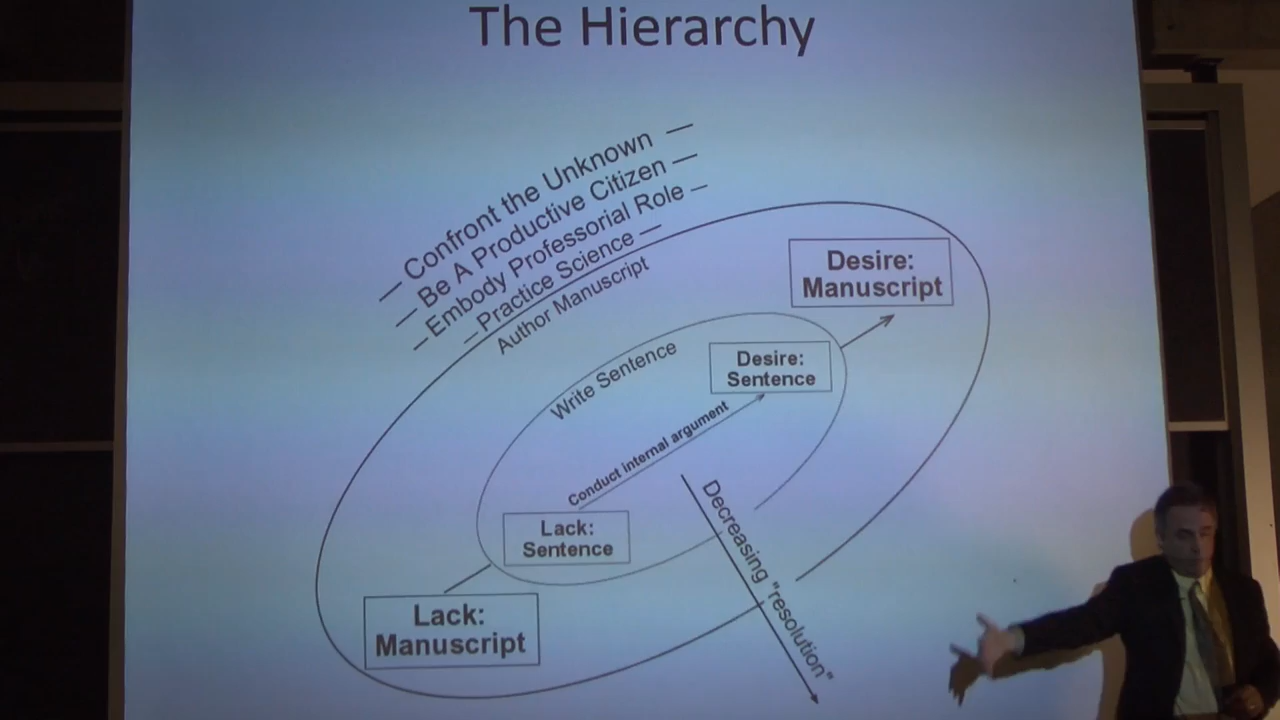 The Hierarchy
— Confront the Unknown —
— Be A Productive Citizen —
— Embody Professorial Role —
— Practice Science —
Author Manuscript
Desire:
Manuscript
Write Sentence
Desire:
Sentence
Conduct internal argument
Lack:
Sentence
Decreasing "resolution"
Lack:
Manuscript